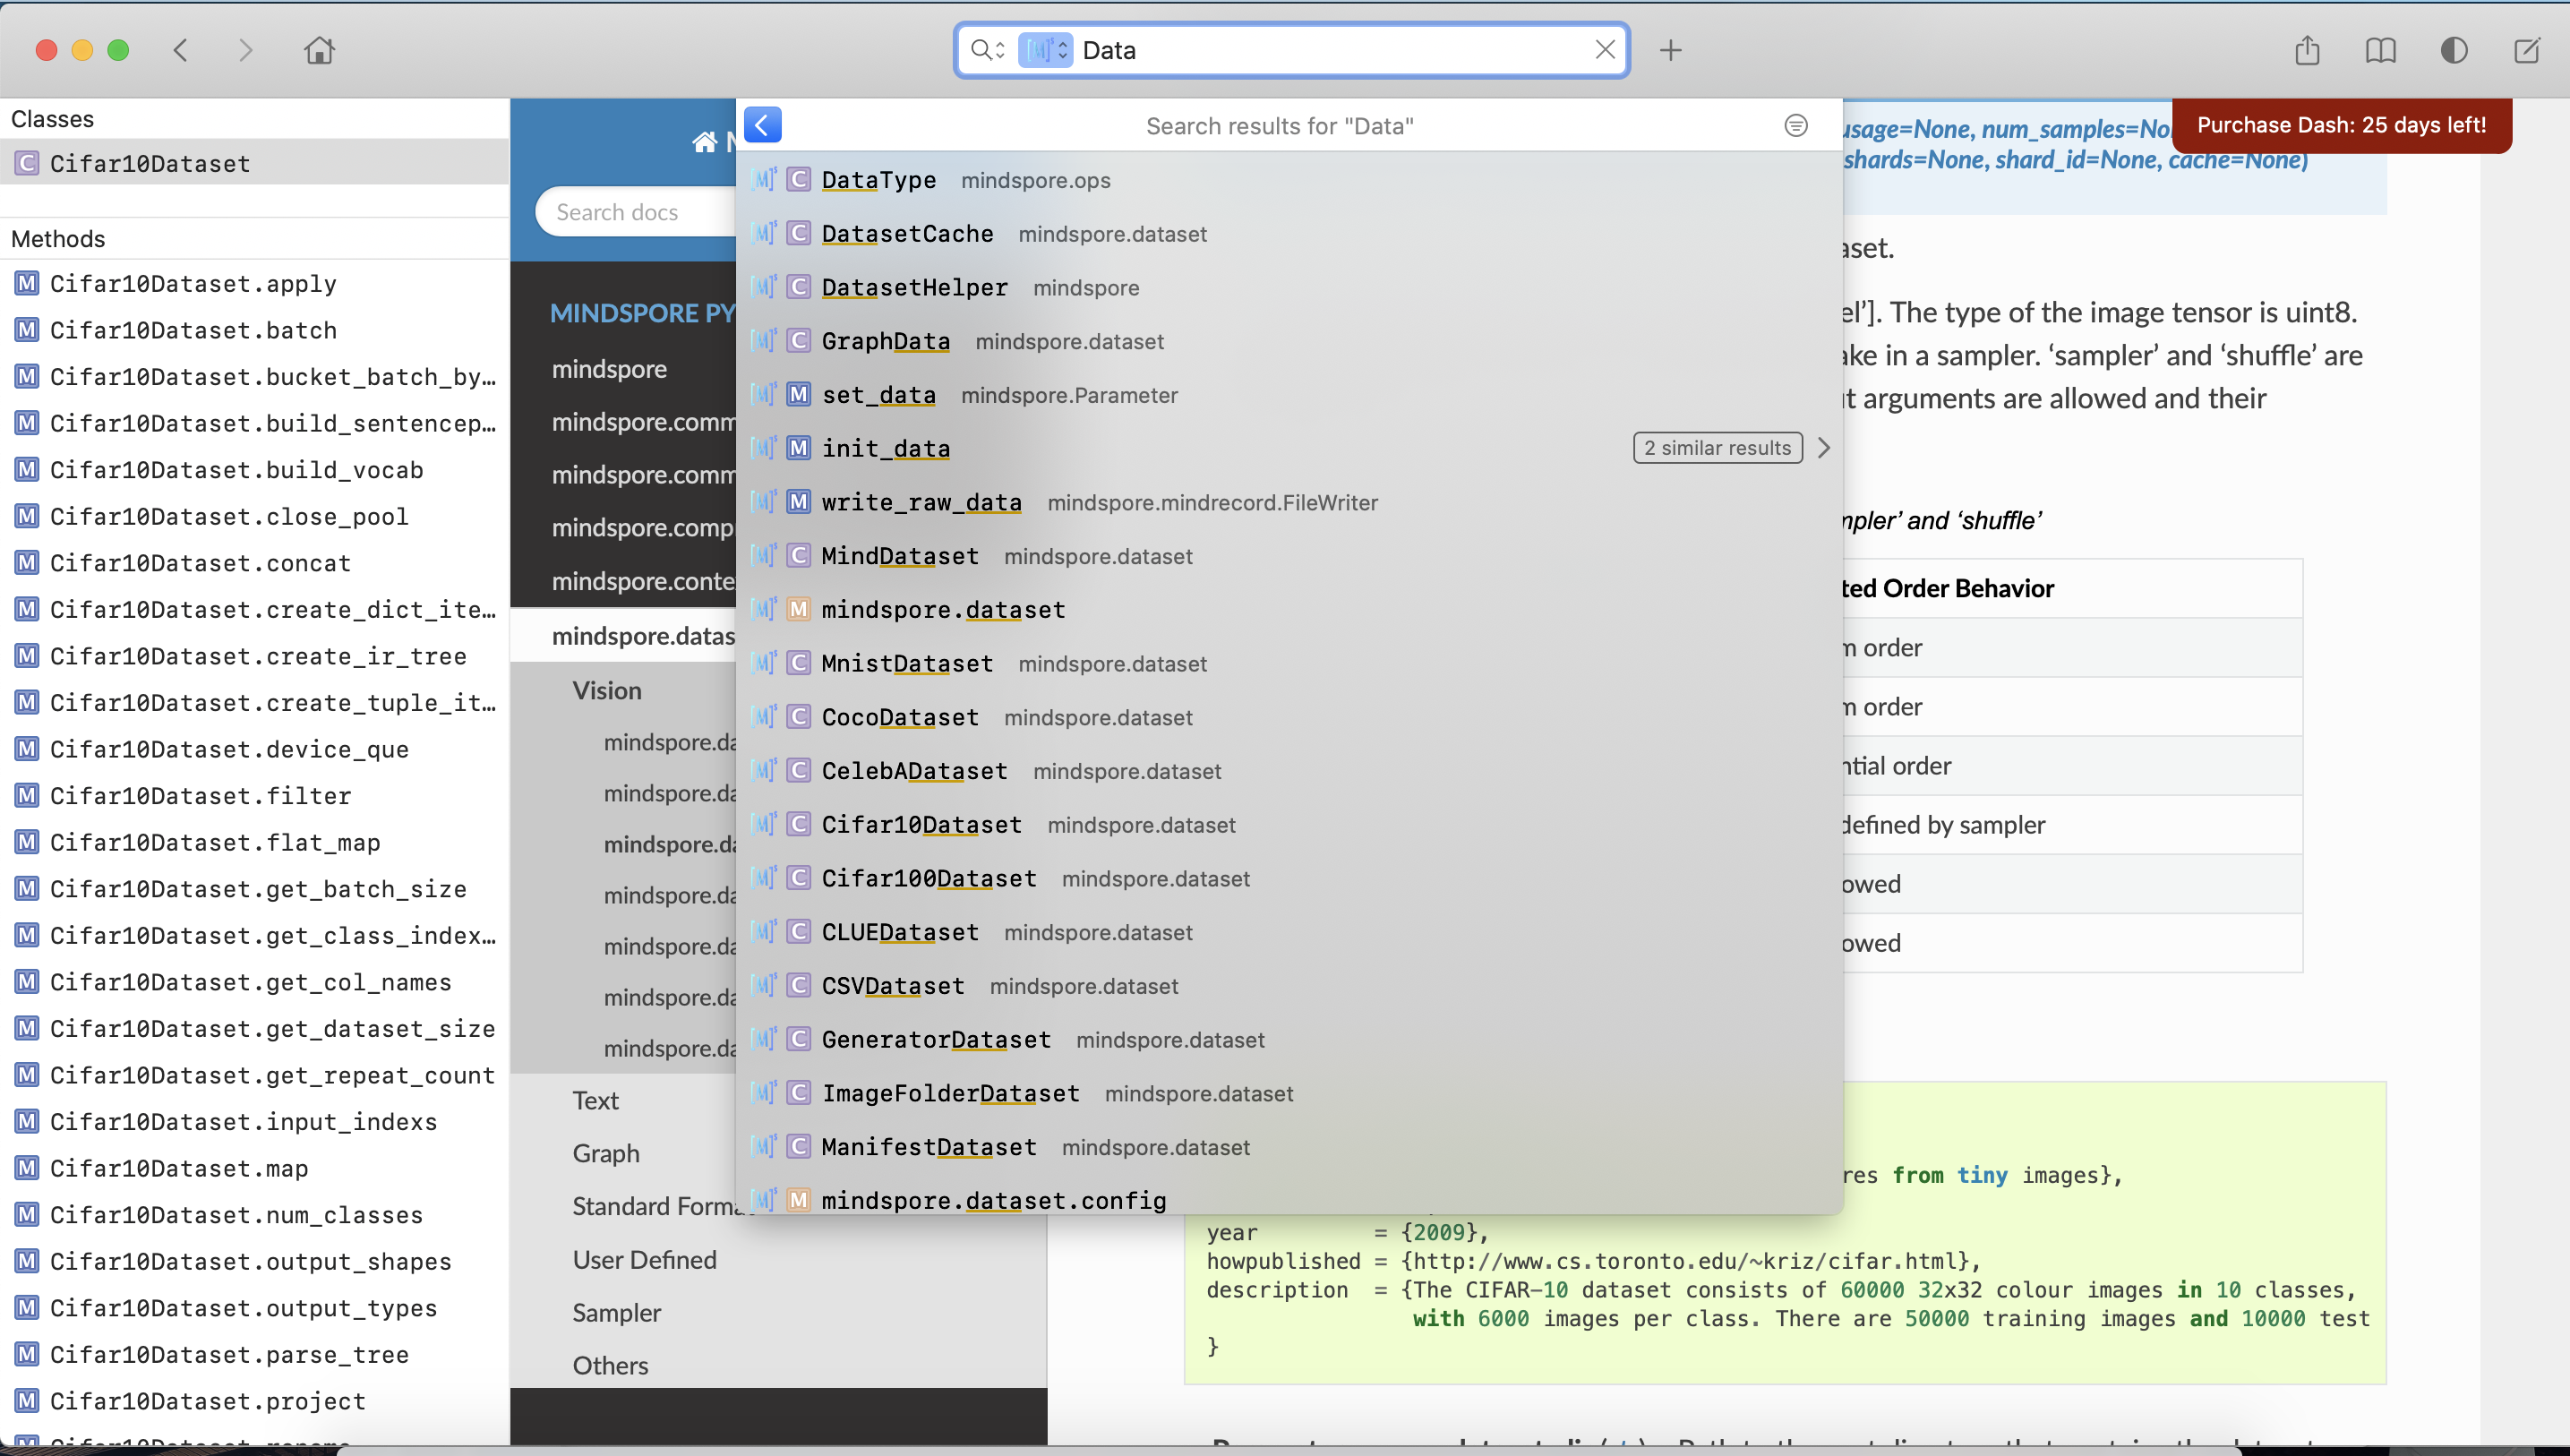 Data
Classes
Cifar10Dataset
Methods
Cifar10Dataset.apply
Cifar10Dataset.batch
Cifar10Dataset.bucket_batch_by…
Cifar10Dataset.build_sentencep…
Cifar10Dataset.build_vocab
Cifar10Dataset.close_pool
Cifar10Dataset.concat
Cifar10Dataset.create_dict_ite…
Cifar10Dataset.create_ir_tree
Cifar10Dataset.create_tuple_it…
Cifar10Dataset.device_que
Cifar10Dataset.filter
Cifar10Dataset.flat_map
Cifar10Dataset.get_batch_size
Cifar10Dataset.get_class_index…
Cifar10Dataset.get_col_names
Cifar10Dataset.get_dataset_size
Cifar10Dataset.get_repeat_count
Cifar10Dataset.input_indexs
Cifar10Dataset.map
Cifar10Dataset.num_classes
Cifar10Dataset.output_shapes
Cifar10Dataset.output_types
Cifar10Dataset.parse_tree
Cifar10Dataset.project
Search docs
MINDSPORE PY
mindspore
mindspore.comm
mindspore.comm
mindspore.comp
mindspore.conte
mindspore.datas
Vision
mindspore.da
mindspore.da
mindspore.da
mindspore.da
mindspore.da
mindspore.da
mindspore.da
Text
Graph
Standard Forma
User Defined
Sampler
Others
Search results for "Data"
DataType mindspore.ops
DatasetCache mindspore.dataset
DatasetHelper mindspore
GraphData mindspore.dataset
set_data mindspore.Parameter
init_data 2 similar results
write_raw_data mindspore.mindrecord.FileWriter
MindDataset mindspore.dataset
mindspore.dataset
MnistDataset mindspore.dataset
CocoDataset mindspore.dataset
CelebADataset mindspore.dataset
Cifar10Dataset mindspore.dataset
Cifar100Dataset mindspore.dataset
CLUEDataset mindspore.dataset
CSVDataset mindspore.dataset
GeneratorDataset mindspore.dataset
ImageFolderDataset mindspore.dataset
ManifestDataset mindspore.dataset
mindspore.dataset.config
Purchase Dash: 25 days left!
usage=None, num_samples=No
shards=None, shard_id=None, cache=None)
aset.
el’]. The type of the image tensor is uint8.
ake in a sampler. ‘sampler’ and ‘shuffle’ are
t arguments are allowed and their
mpler’ and ‘shuffle’
ted Order Behavior
m order
m order
ntial order
defined by sampler
owed
owed
res from tiny images},
year = {2009},
howpublished = {http://www.cs.toronto.edu/~kriz/cifar.html},
description = {The CIFAR-10 dataset consists of 60000 32x32 colour images in 10 classes,
with 6000 images per class. There are 50000 training images and 10000 test
}